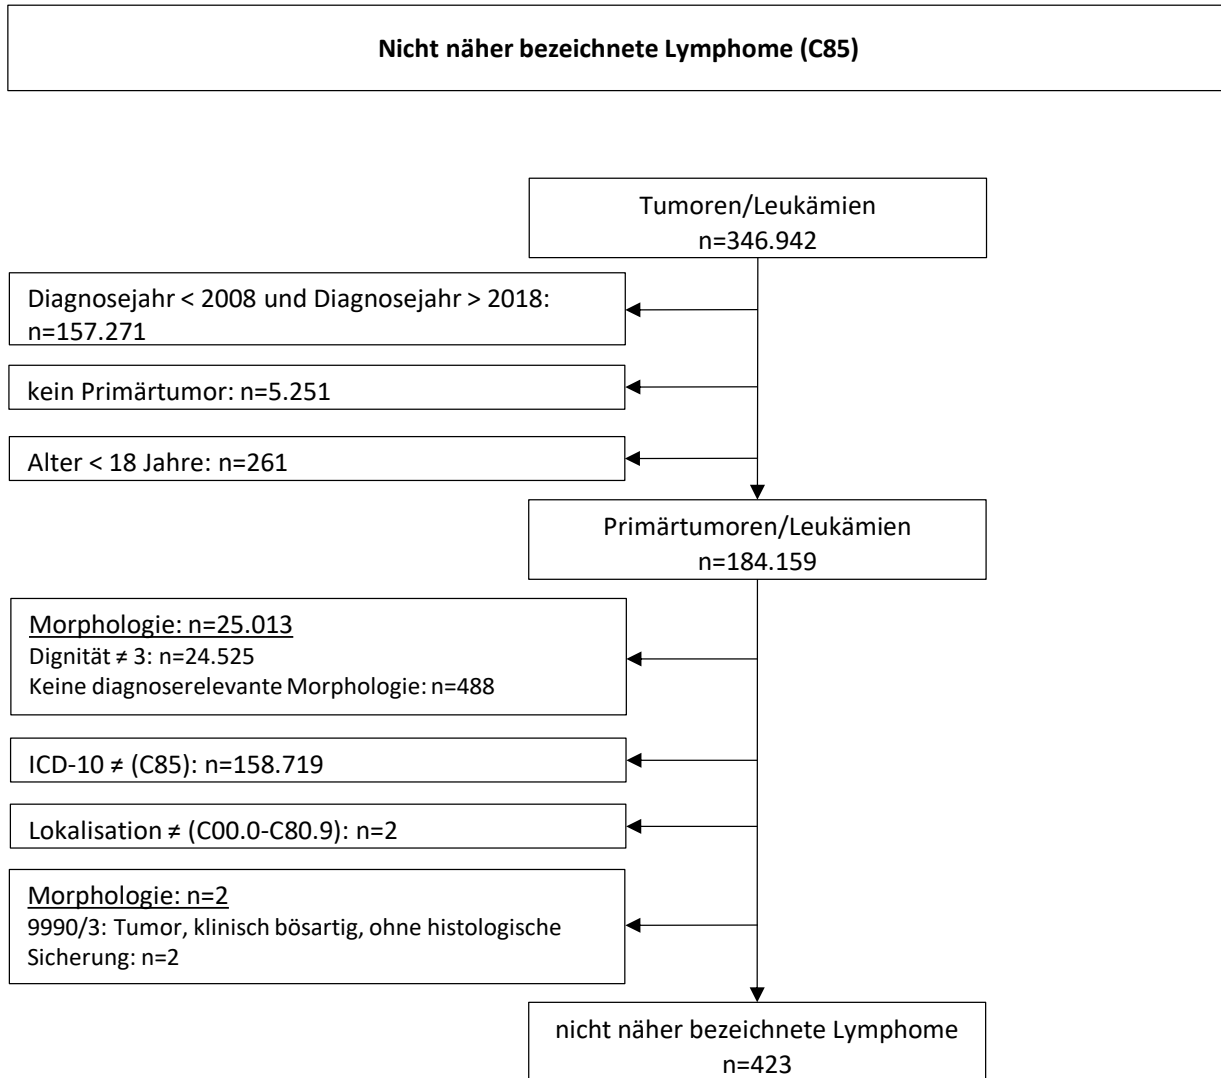 Nicht näher bezeichnete Lymphome (C85)
Tumoren/Leukämien
n=346.942
Diagnosejahr < 2008 und Diagnosejahr > 2018:
n=157.271
kein Primärtumor: n=5.251
Alter < 18 Jahre: n=261
Primärtumoren/Leukämien
n=184.159
Morphologie: n=25.013
Dignität ≠ 3: n=24.525
Keine diagnoserelevante Morphologie: n=488
ICD-10 ≠ (C85): n=158.719
Lokalisation ≠ (C00.0-C80.9): n=2
Morphologie: n=2
9990/3: Tumor, klinisch bösartig, ohne histologische
Sicherung: n=2
nicht näher bezeichnete Lymphome
n=423